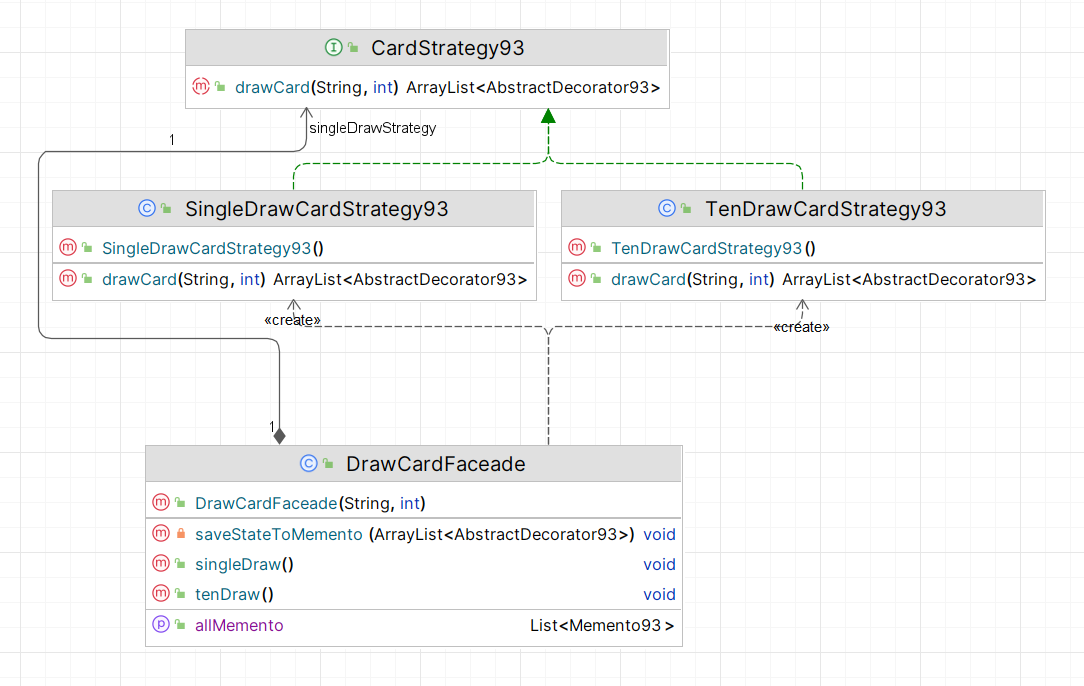 I CardStrategy93
m drawCard(String, int) ArrayList<AbstractDecorator93>
singleDrawStrategy
1
C SingleDrawCardStrategy93
m SingleDrawCardStrategy93()
m drawCard(String, int) ArrayList<AbstractDecorator93>
C TenDrawCardStrategy93
m TenDrawCardStrategy93()
m drawCard(String, int) ArrayList<AbstractDecorator93>
«create»
«create»
1
C DrawCardFaceade
m DrawCardFaceade(String, int)
m saveStateToMemento (ArrayList<AbstractDecorator93>) void
m singleDraw() void
m tenDraw() void
p allMemento List<Memento93>